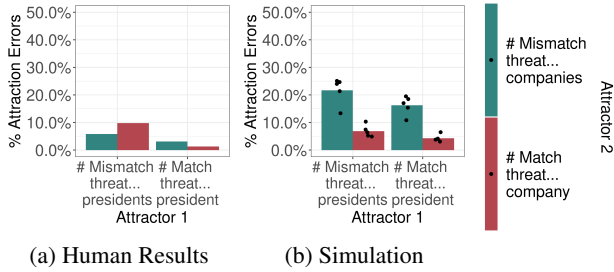 % Attraction Errors
50.0%
40.0%
30.0%
20.0%
10.0%
0.0%
# Mismatch
threat...
presidents
# Match
threat...
president
Attractor 1
(a) Human Results
% Attraction Errors
50.0%
40.0%
30.0%
20.0%
10.0%
0.0%
# Mismatch
threat...
presidents
# Match
threat...
president
Attractor 1
(b) Simulation
# Mismatch
threat...
companies
# Match
threat...
company
Attractor 2